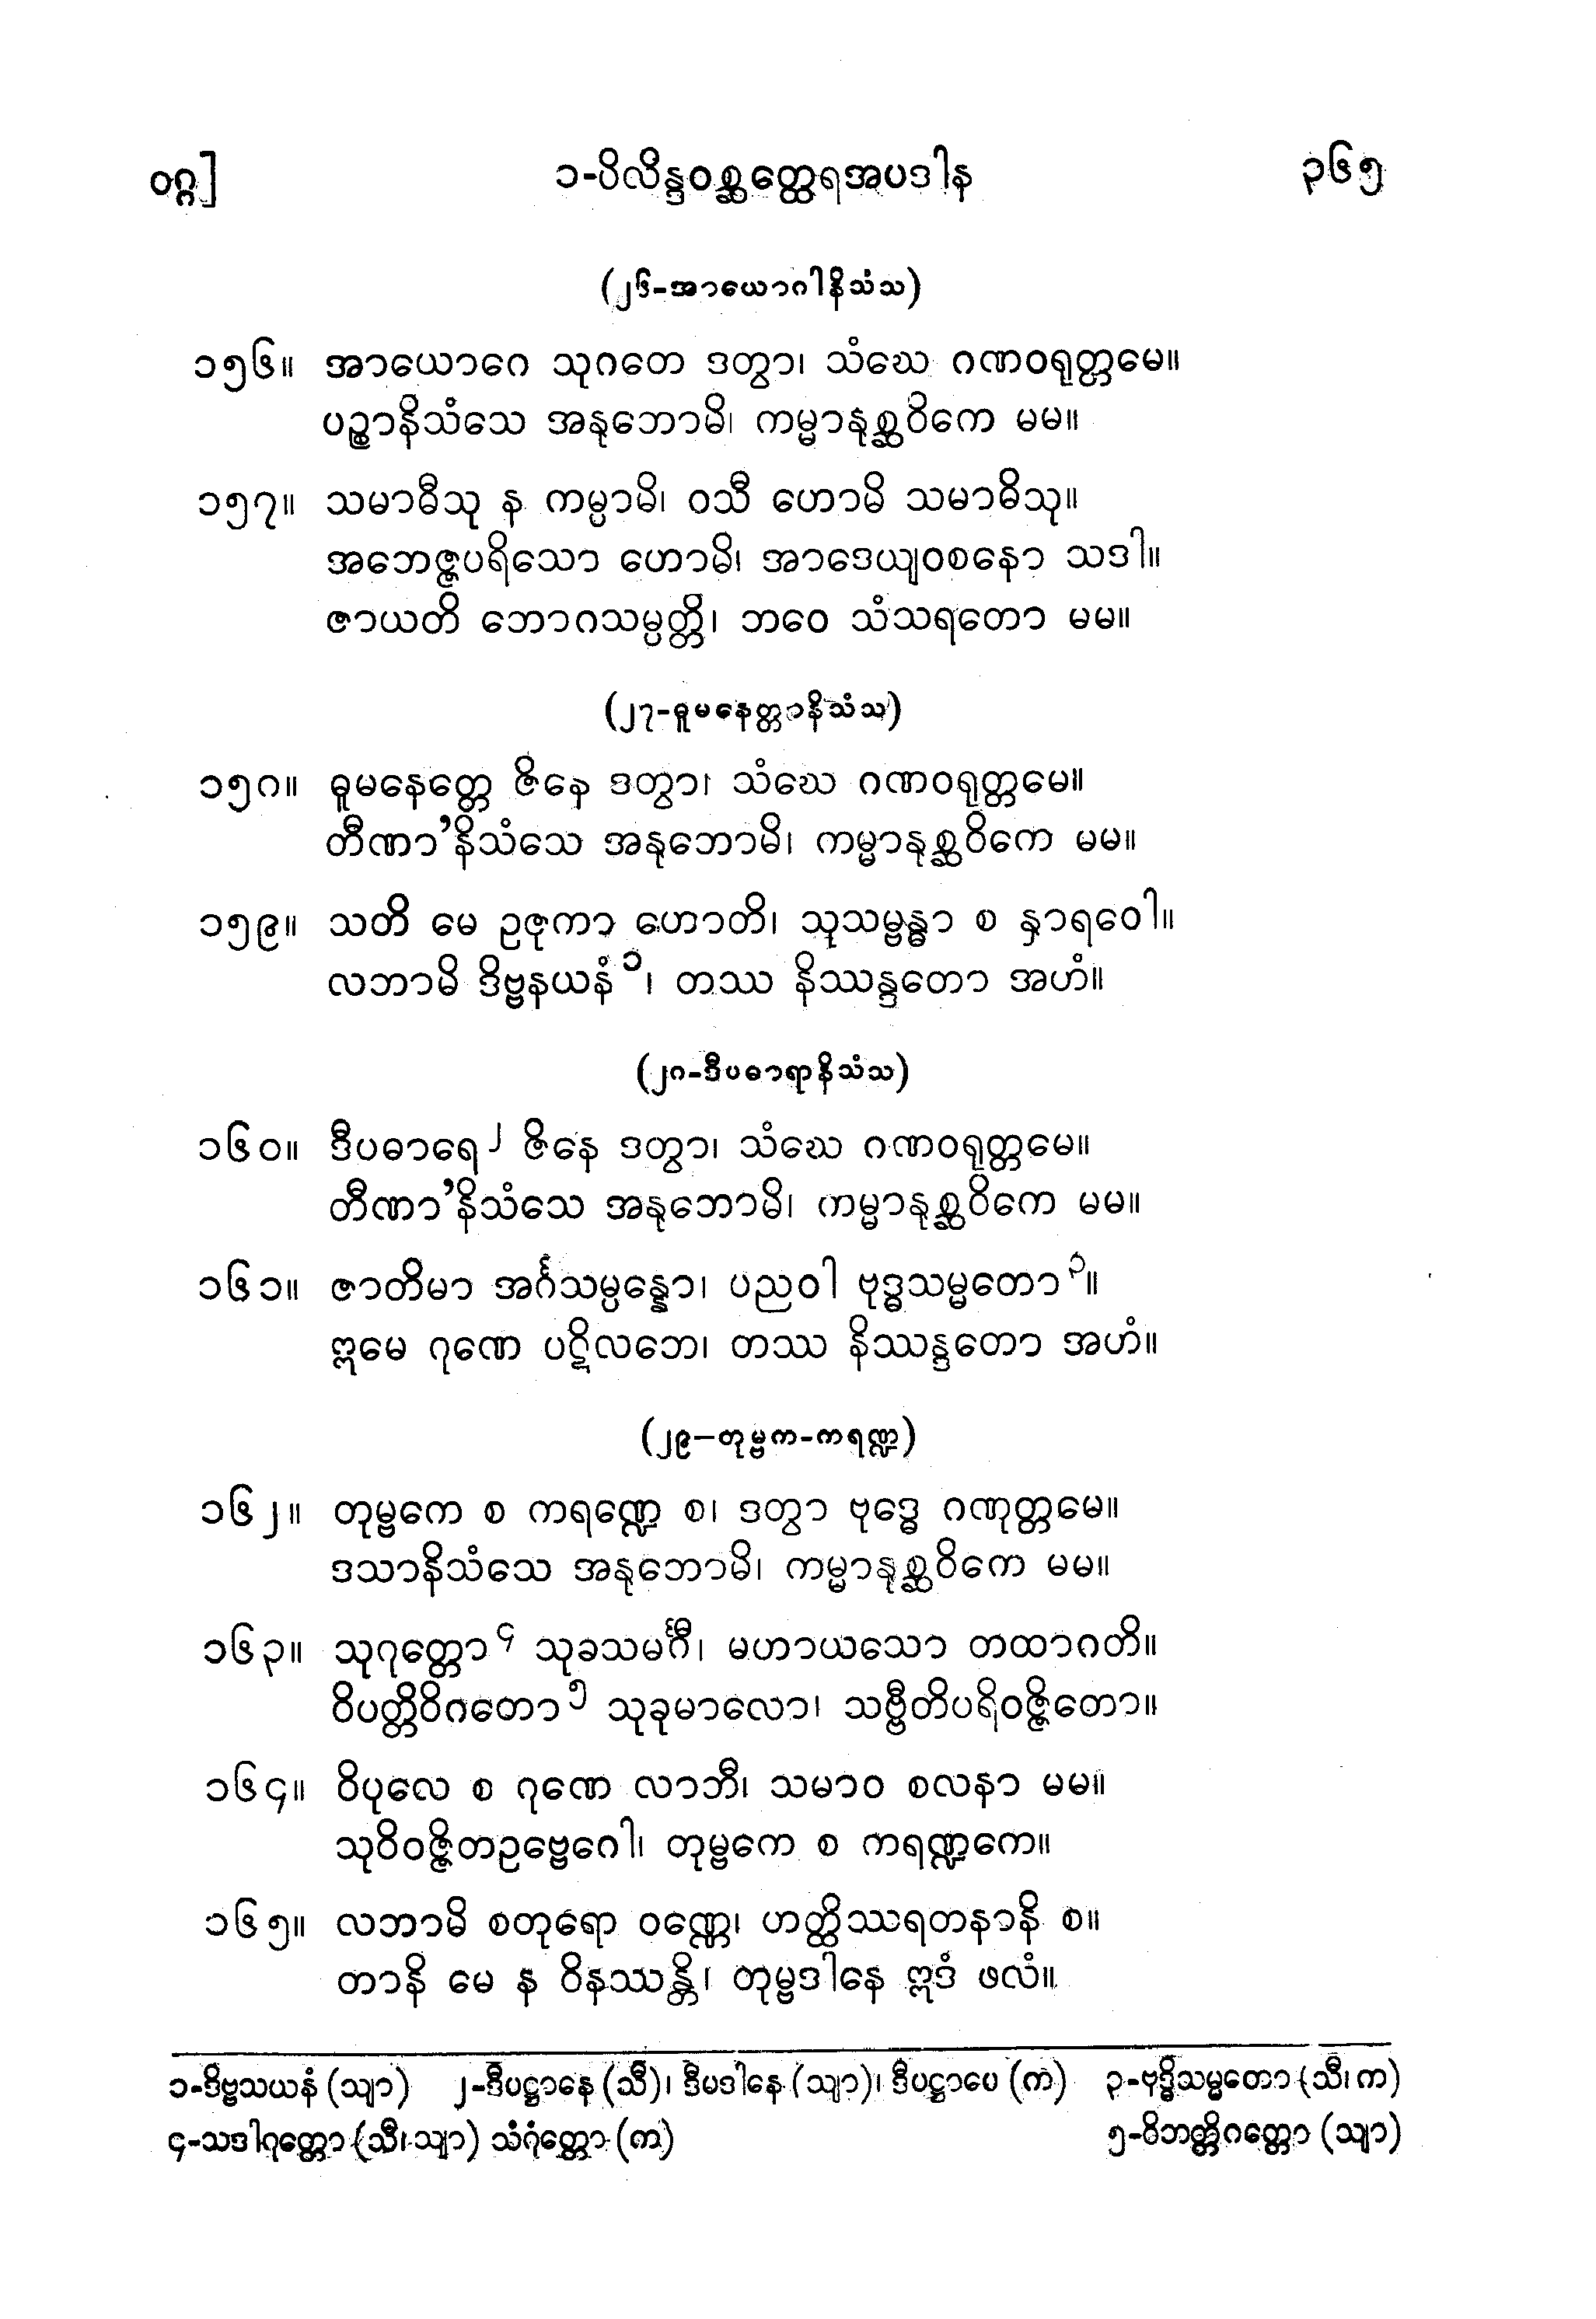 ဝဂ္ဂ]
၁-ပိလိန္ဒဝစ္ဆတ္ထေရအပဒါန
၃၆၅
(၂၆-အာယောဂါနိသံသ)
၁၅၆။ အာယောဂေ သုဂတေ ဒတွာ၊ သံဃေ ဂဏဝရုတ္တမေ။
ပဉ္စာနိသံသေ အနုဘောမိ၊ ကမ္မာနုစ္ဆဝိကေ မမ။
၁၅၇။ သမာဓီသု န ကမ္ပာမိ၊ ဝသီ ဟောမိ သမာဓိသု။
အဘေဇ္ဇပရိသော ဟောမိ၊ အာဒေယျဝစနော သဒါ။
ဇာယတိ ဘောဂသမ္ပတ္တိ၊ ဘဝေ သံသရတော မမ။
(၂၇-ဓူမနေတ္တာနိသံသ)
၁၅၈။ ဓူမနေတ္တေ ဇိနေ ဒတွာ၊ သံဃေ ဂဏဝရုတ္တမေ။
တီဏာ’နိသံသေ အနုဘောမိ၊ ကမ္မာနုစ္ဆဝိကေ မမ။
၁၅၉။ သတိ မေ ဥဇုကာ ဟောတိ၊ သုသမ္ဗန္ဓာ စ နှာရဝေါ။
လဘာမိ ဒိဗ္ဗနယနံ ၁၊ တဿ နိဿန္ဒတော အဟံ။
(၂၈-ဒီပဓာရာနိသံသ)
၁၆၀။ ဒီပဓာရေ ၂ ဇိနေ ဒတွာ၊ သံဃေ ဂဏဝရုတ္တမေ။
တီဏာ’နိသံသေ အနုဘောမိ၊ ကမ္မာနုစ္ဆဝိကေ မမ။
၁၆၁။ ဇာတိမာ အင်္ဂသမ္ပန္နော၊ ပညဝါ ဗုဒ္ဓသမ္မတော ၃။
ဣမေ ဂုဏေ ပဋိလဘေ၊ တဿ နိဿန္ဒတော အဟံ။
(၂၉–တုမ္ဗက-ကရဏ္ဍ)
၁၆၂။ တုမ္ဗကေ စ ကရဏ္ဍေ စ၊ ဒတွာ ဗုဒ္ဓေ ဂဏုတ္တမေ။
ဒသာနိသံသေ အနုဘောမိ၊ ကမ္မာနုစ္ဆဝိကေ မမ။
၁၆၃။ သုဂုတ္တော ၄ သုခသမင်္ဂီ၊ မဟာယသော တထာဂတိ။
ဝိပတ္တိဝိဂတော ၅ သုခုမာလော၊ သဗ္ဗီတိပရိဝဇ္ဇိတော။
၁၆၄။ ဝိပုလေ စ ဂုဏေ လာဘီ၊ သမာဝ စလနာ မမ။
သုဝိဝဇ္ဇိတဥဗ္ဗေဂေါ၊ တုမ္ဗကေ စ ကရဏ္ဍကေ။
၁၆၅။ လဘာမိ စတုရော ဝဏ္ဏေ၊ ဟတ္ထိဿရတနာနိ စ။
တာနိ မေ န ဝိနဿန္တိ၊ တုမ္ဗဒါနေ ဣဒံ ဖလံ။
၁-ဒိဗ္ဗသယနံ (သျာ) ၂-ဒီပဋ္ဌာနေ (သီ)၊ ဒီမဒါနေ (သျာ)၊ ဒီပဋ္ဌာပေ (က) ၃-ဗုဒ္ဓိသမ္မတော (သီ၊ က)
၄-သဒါဂုတ္တော (သီ၊ သျာ) သံဂုံတ္တော (က) ၅-ဝိဘတ္တိဂတ္တော (သျာ)